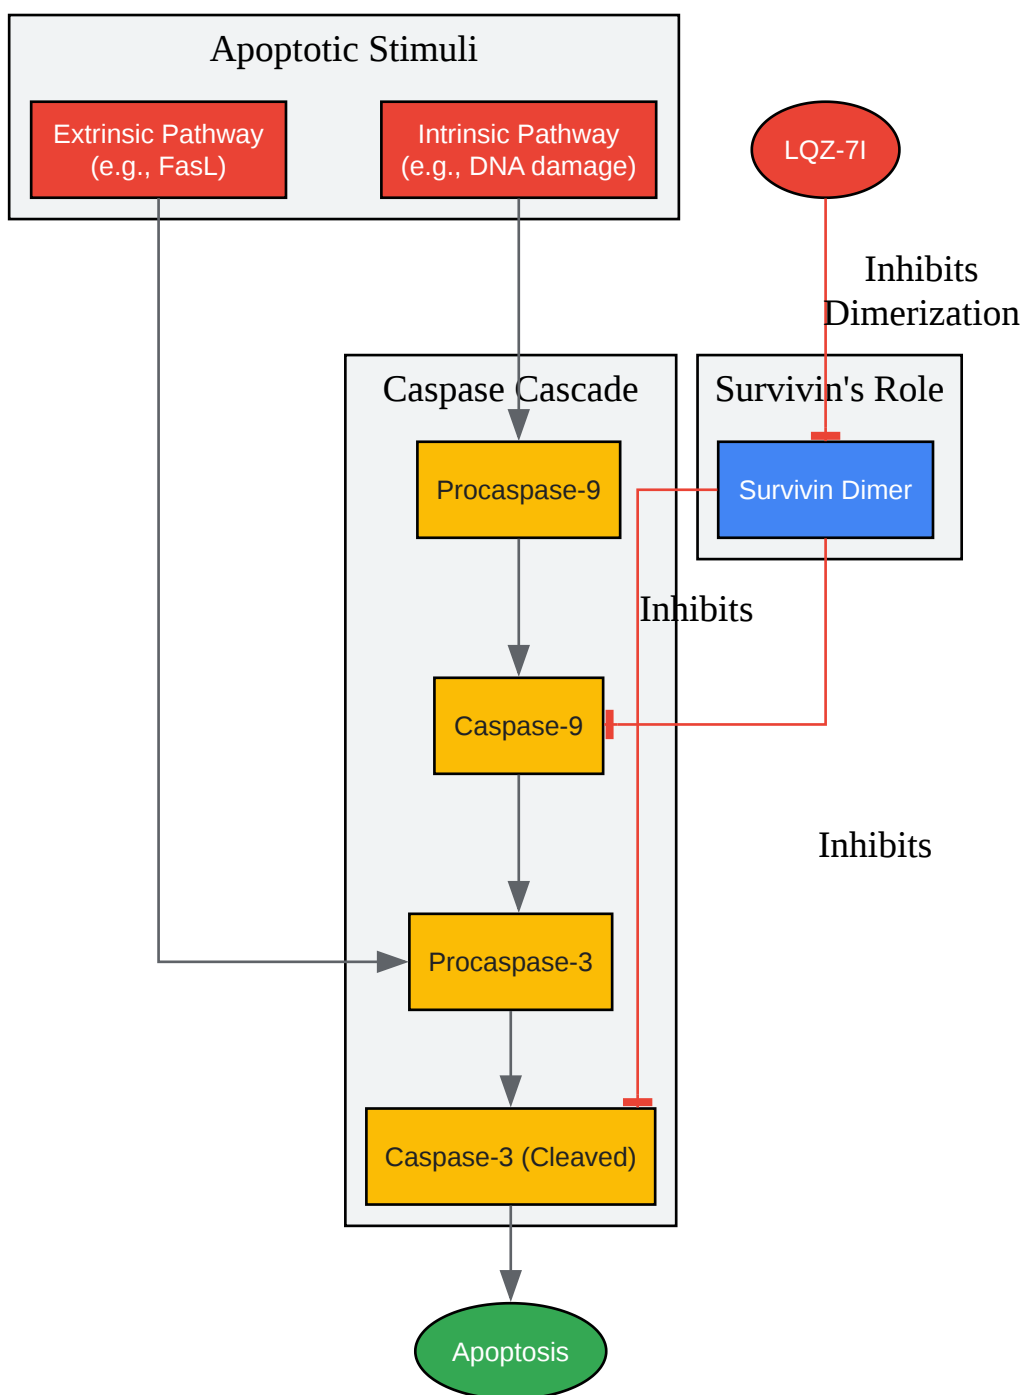 Apoptotic Stimuli
Extrinsic Pathway
(e.g., FasL)
Intrinsic Pathway
(e.g., DNA damage)
LQZ-7I
Inhibits
Dimerization
Caspase Cascade
Survivin's Role
Procaspase-9
Survivin Dimer
Inhibits
Caspase-9
Inhibits
Procaspase-3
Caspase-3 (Cleaved)
Apoptosis